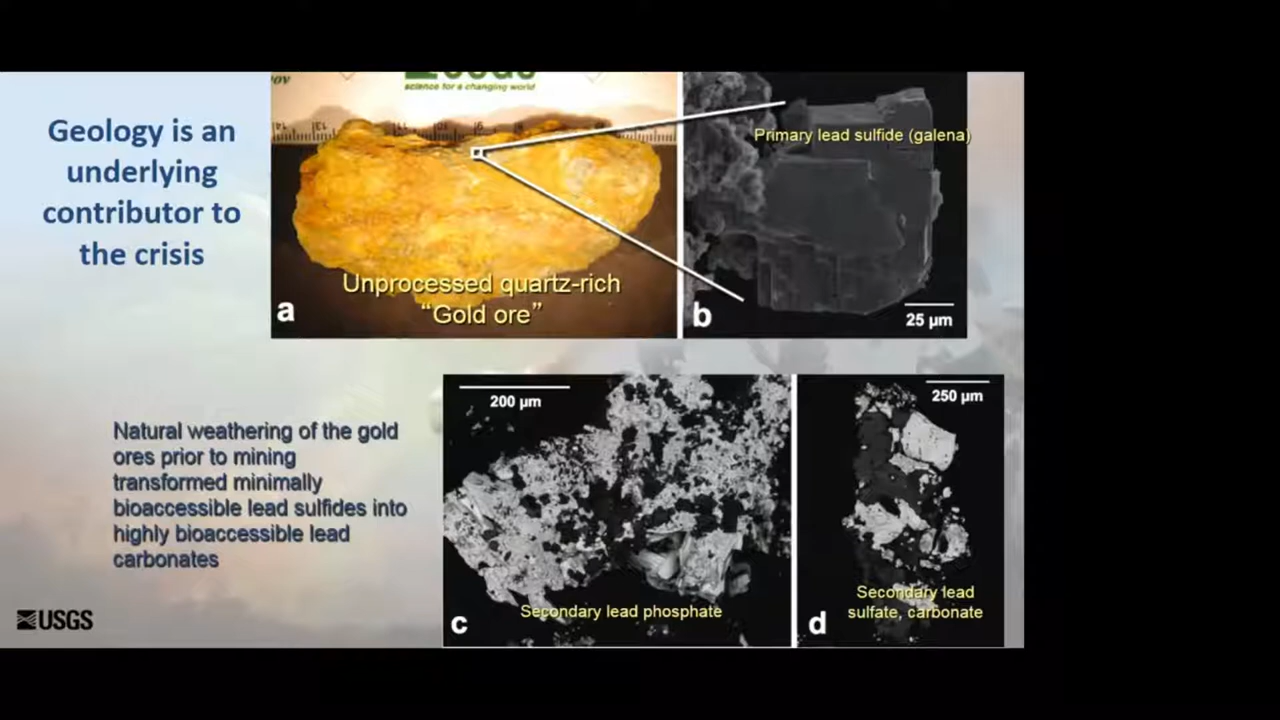 Geology is an
underlying
contributor to
the crisis
science for a changing world
14
13
Unprocessed quartz-rich
“Gold ore”
a
Primary lead sulfide (galena)
b
25 µm
Natural weathering of the gold
ores prior to mining
transformed minimally
bioaccessible lead sulfides into
highly bioaccessible lead
carbonates
200 µm
Secondary lead phosphate
c
250 µm
Secondary lead
sulfate, carbonate
d
USGS